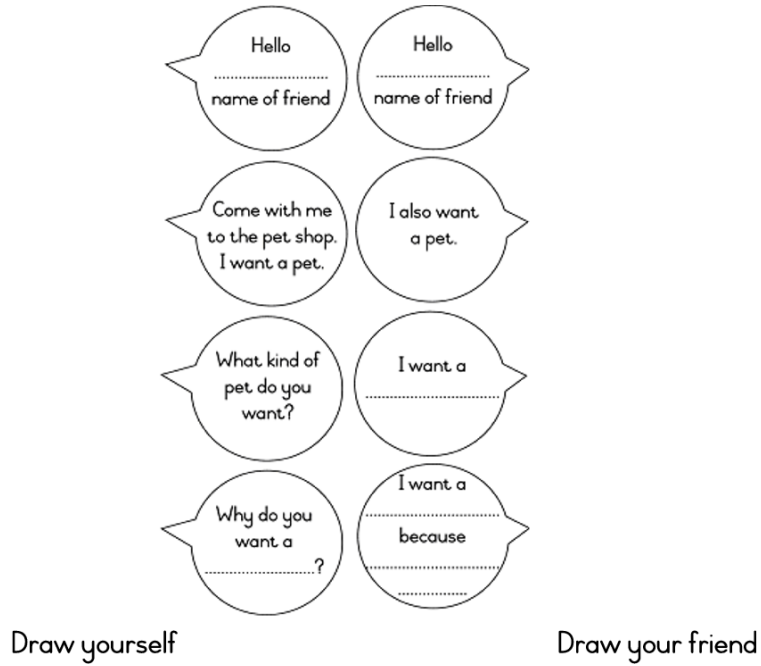 Hello
........................
name of friend
Hello
........................
name of friend
Come with me
to the pet shop.
I want a pet.
I also want
a pet.
What kind of
pet do you
want?
I want a
............................
Why do you
want a
.......................?
I want a
............................
because
............................
...............
Draw yourself
Draw your friend